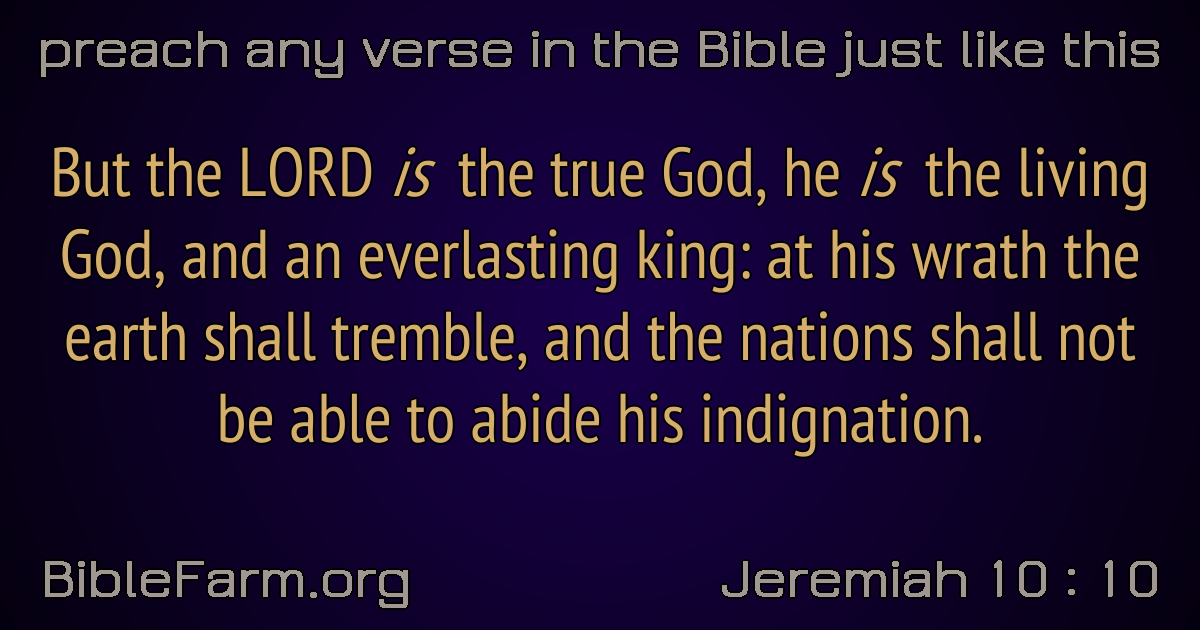 preach any verse in the Bible just like this
But the LORD is the true God, he is the living
God, and an everlasting king: at his wrath the
earth shall tremble, and the nations shall not
be able to abide his indignation.
BibleFarm.org
Jeremiah 10 : 10